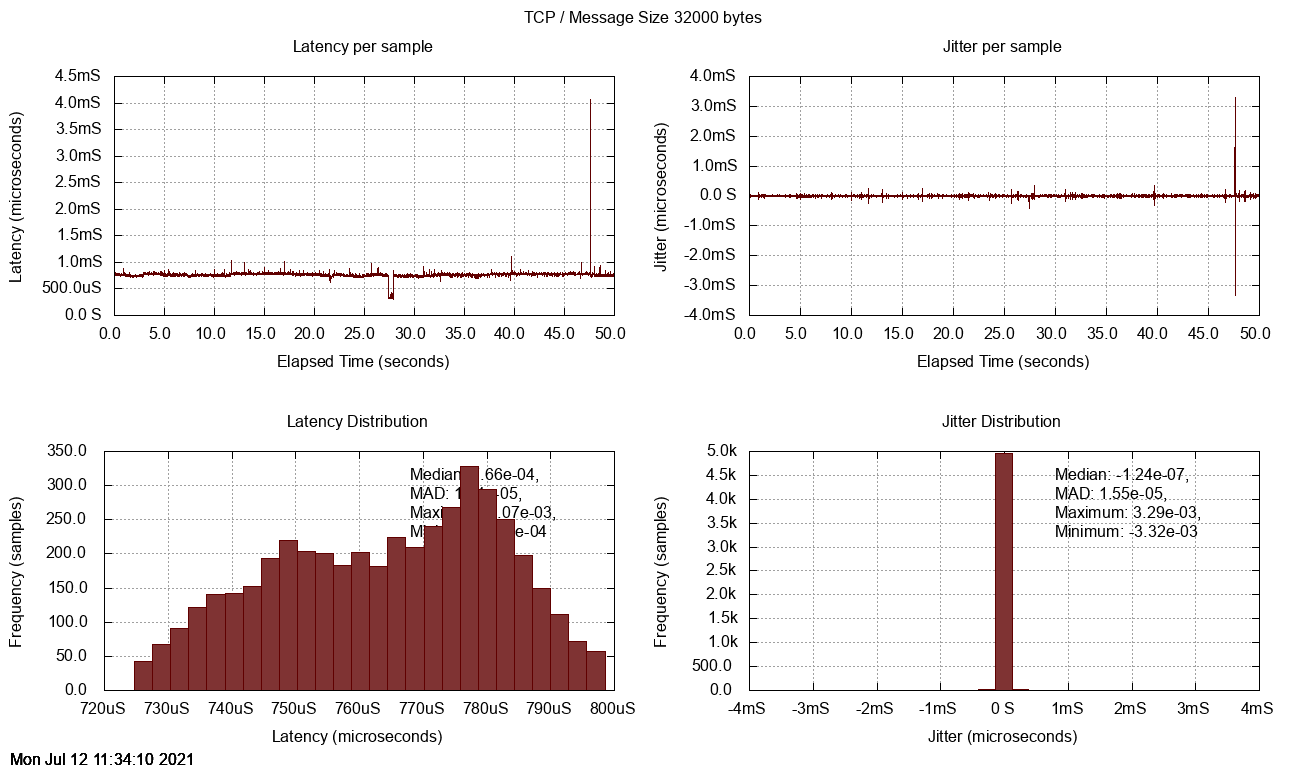 TCP / Message Size 32000 bytes
Latency per sample
4.5mS
4.0mS
3.5mS
3.0mS
2.5mS
2.0mS
1.5mS
1.0mS
500.0uS
0.0 S
Latency (microseconds)
0.0 5.0 10.0 15.0 20.0 25.0 30.0 35.0 40.0 45.0 50.0
Elapsed Time (seconds)
Jitter per sample
4.0mS
3.0mS
2.0mS
1.0mS
0.0 S
-1.0mS
-2.0mS
-3.0mS
-4.0mS
Jitter (microseconds)
0.0 5.0 10.0 15.0 20.0 25.0 30.0 35.0 40.0 45.0 50.0
Elapsed Time (seconds)
Latency Distribution
350.0
300.0
250.0
200.0
150.0
100.0
50.0
0.0
Frequency (samples)
Median .66e-04,
MAD: 1 -05,
.07e-03,
e-04
720uS 730uS 740uS 750uS 760uS 770uS 780uS 790uS 800uS
Latency (microseconds)
Jitter Distribution
5.0k
4.5k
4.0k
3.5k
3.0k
2.5k
2.0k
1.5k
1.0k
500.0
0.0
Frequency (samples)
Median: -1.24e-07,
MAD: 1.55e-05,
Maximum: 3.29e-03,
Minimum: -3.32e-03
-4mS -3mS -2mS -1mS 0 S 1mS 2mS 3mS 4mS
Jitter (microseconds)
Mon Jul 12 11:34:10 2021